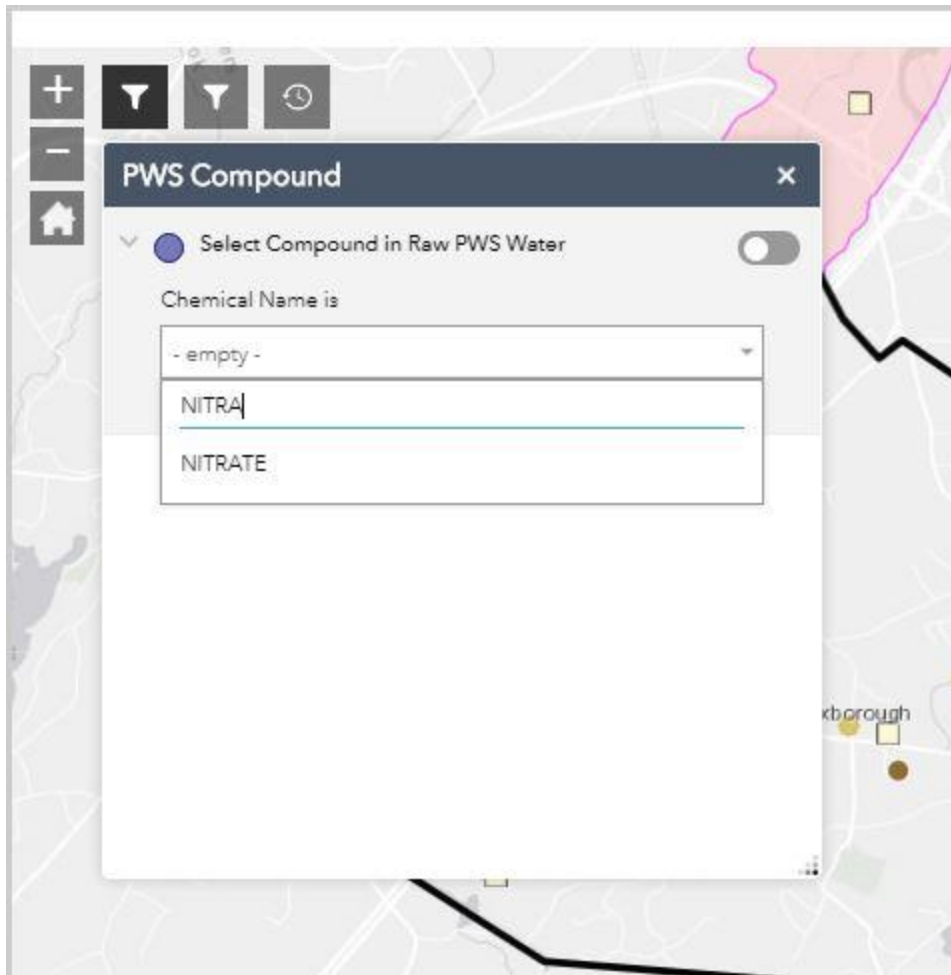 PWS Compound
Select Compound in Raw PWS Water
Chemical Name is
- empty -
NITRA
NITRATE
xborough